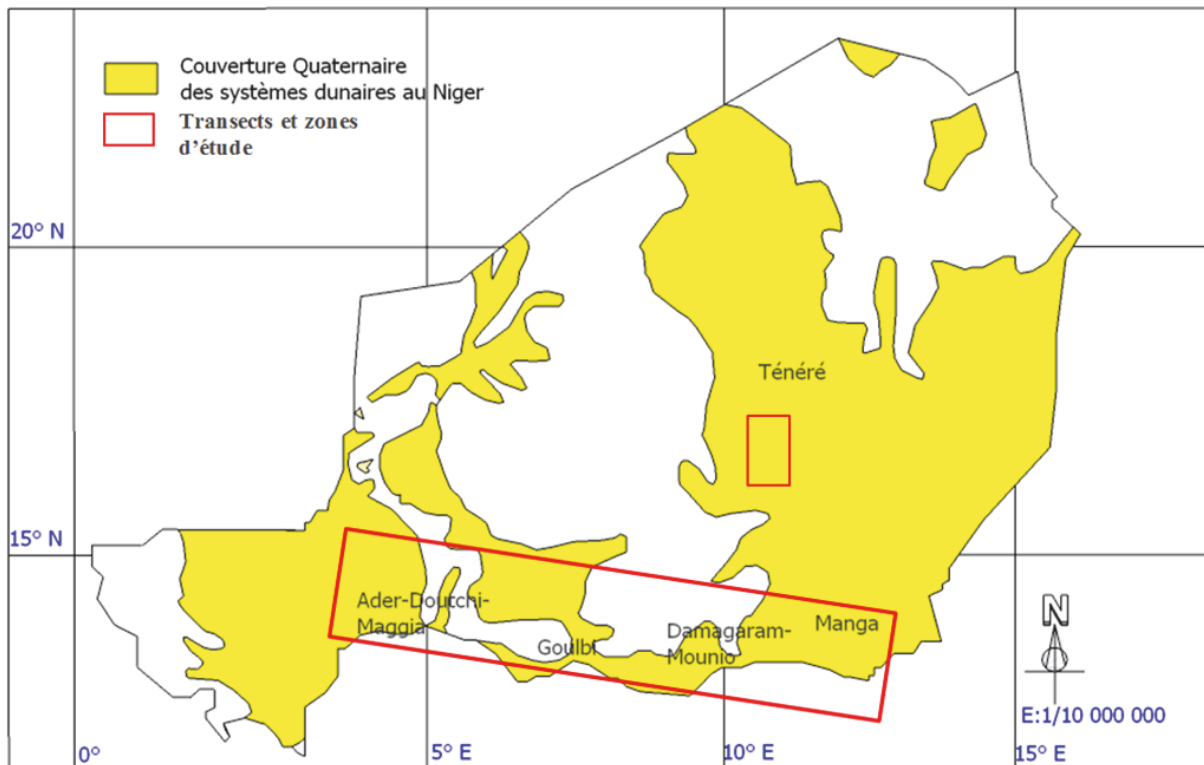 Couverture Quaternaire
des systèmes dunaires au Niger
Transects et zones
d'étude
20° N
Ténéré
15° N
Ader-Doutchi-
Maggia
Goulbi
Damagaram-
Mounio
Manga
N
E:1/10 000 000
0°
5° E
10° E
15° E